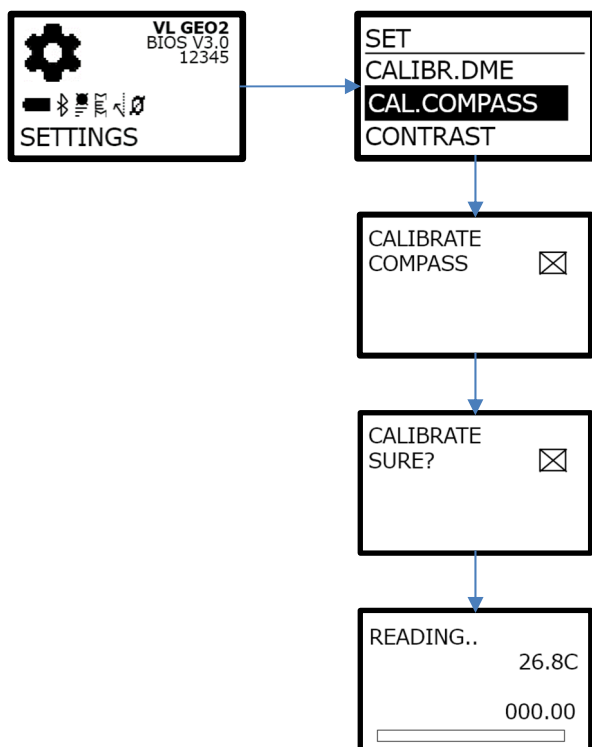 VL GEO2
BIOS V3.0
12345
SETTINGS
SET
CALIBR.DME
CAL.COMPASS
CONTRAST
CALIBRATE
COMPASS
CALIBRATE
SURE?
READING..
26.8C
000.00